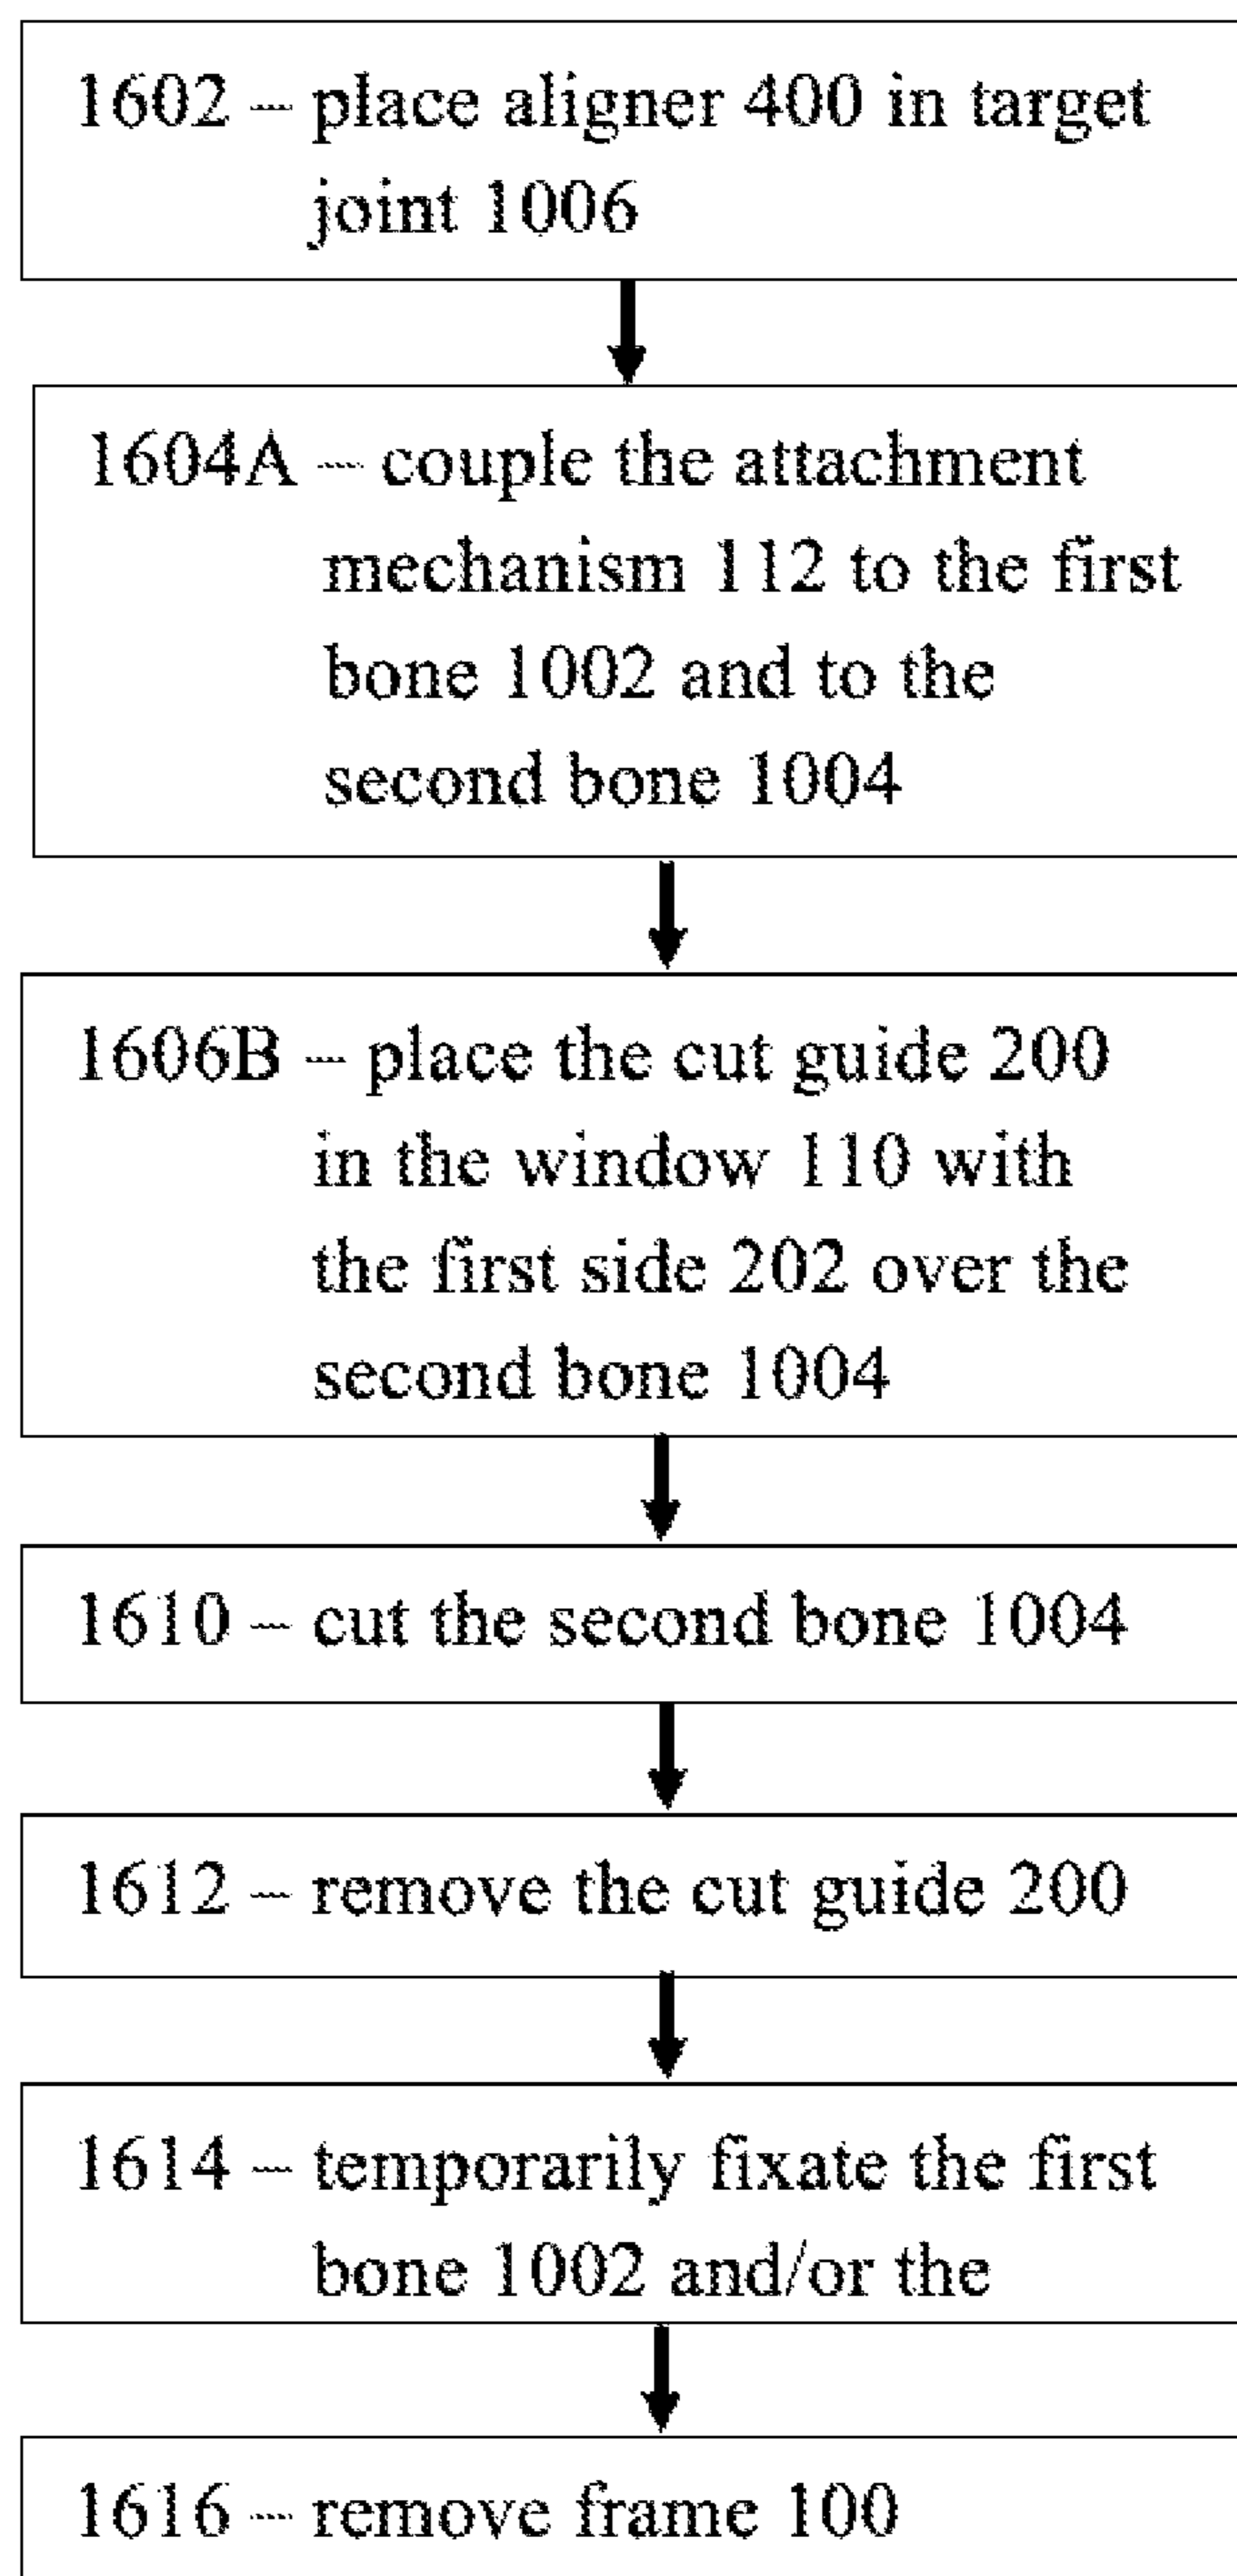 1602 – place aligner 400 in target
joint 1006
1604A – couple the attachment
mechanism 112 to the first
bone 1002 and to the
second bone 1004
1606B – place the cut guide 200
in the window 110 with
the first side 202 over the
second bone 1004
1610 – cut the second bone 1004
1612 – remove the cut guide 200
1614 – temporarily fixate the first
bone 1002 and/or the
1616 – remove frame 100